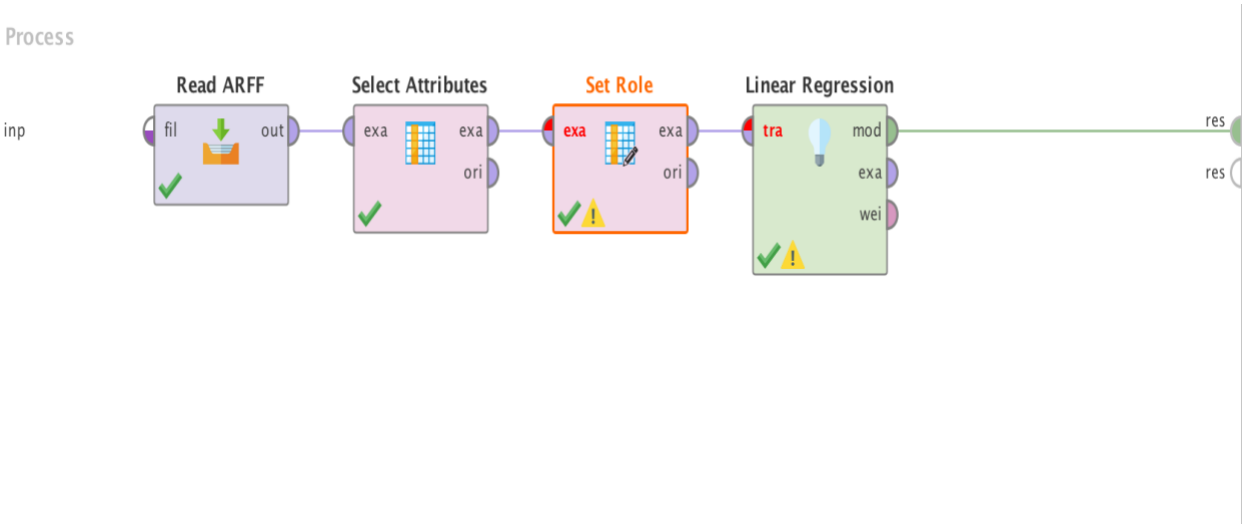 Process
Read ARFF Select Attributes Set Role Linear Regression
res
inp fil out exa exa exa exa tra mod
ori ori exa res
wei